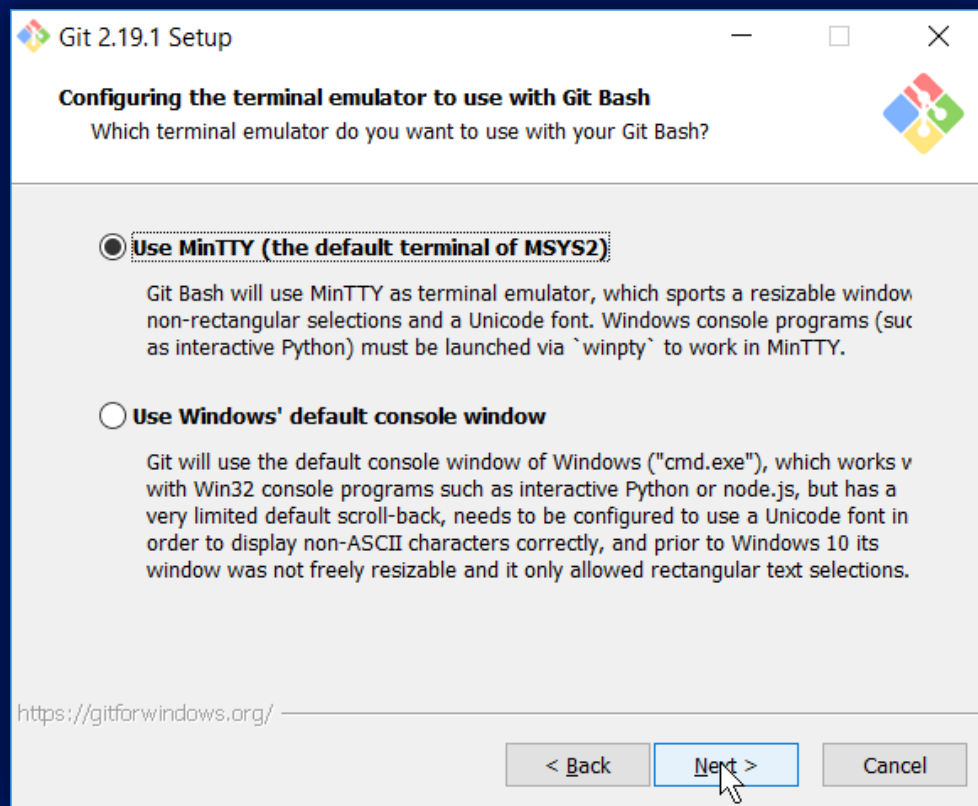 Git 2.19.1 Setup
Configuring the terminal emulator to use with Git Bash
Which terminal emulator do you want to use with your Git Bash?
Use MinTTY (the default terminal of MSYS2)
Git Bash will use MinTTY as terminal emulator, which sports a resizable window
non-rectangular selections and a Unicode font. Windows console programs (suc
as interactive Python) must be launched via `winpty` to work in MinTTY.
Use Windows' default console window
Git will use the default console window of Windows ("cmd.exe"), which works w
with Win32 console programs such as interactive Python or node.js, but has a
very limited default scroll-back, needs to be configured to use a Unicode font in
order to display non-ASCII characters correctly, and prior to Windows 10 its
window was not freely resizable and it only allowed rectangular text selections.
https://gitforwindows.org/
< Back
Next >
Cancel